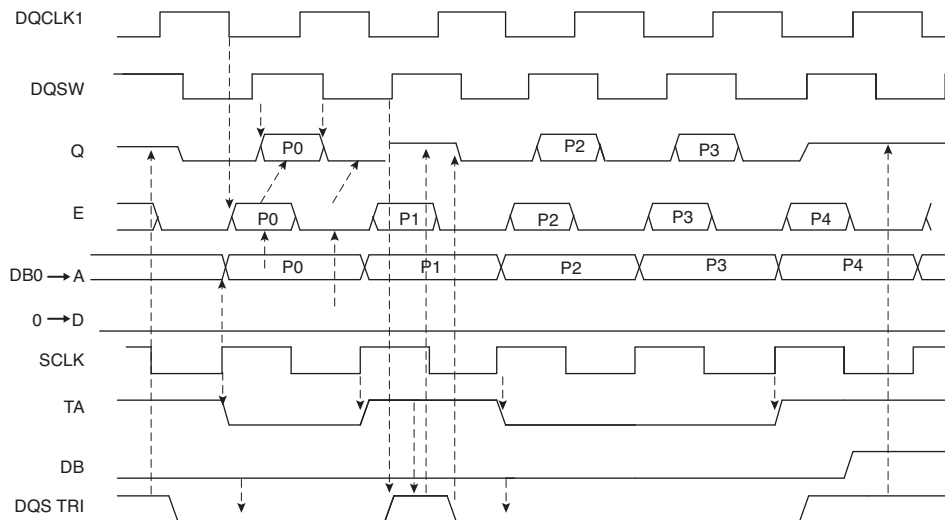 DQCLK1
DQSW
Q P0 P2 P3
E P0 P1 P2 P3 P4
DB0 → A P0 P1 P2 P3 P4
0 → D
SCLK
TA
DB
DQS TRI